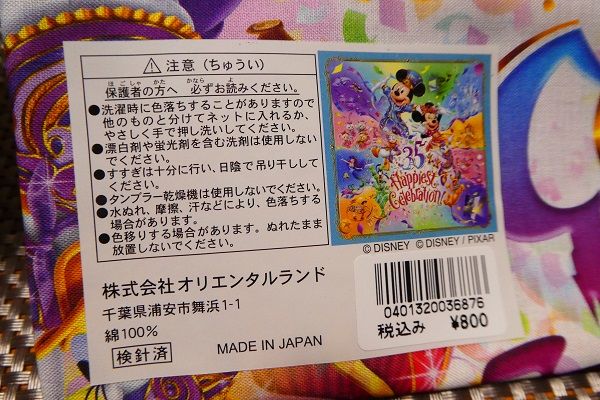 ⚠ 注意（ちゅうい）
ほごしゃ かた かなら よ
保護者の方へ 必ずお読みください。
●洗濯時に色落ちすることがありますので
他のものと分けてネットに入れるか、
やさしく手で押し洗いしてください。
●漂白剤や蛍光剤を含む洗剤は使用しない
でください。
●すすぎは十分に行い、日陰で吊り干しして
ください。
●タンブラー乾燥機は使用しないでください。
●水ぬれ、摩擦、汗などにより、色落ちする
場合があります。
●色移りする場合があります。ぬれたまま
放置しないでください。
株式会社オリエンタルランド
千葉県浦安市舞浜1-1
綿100%
検針済
MADE IN JAPAN
35
Happiest
Celebration!
© DISNEY © DISNEY / PIXAR
0401320036876
税込み ¥800